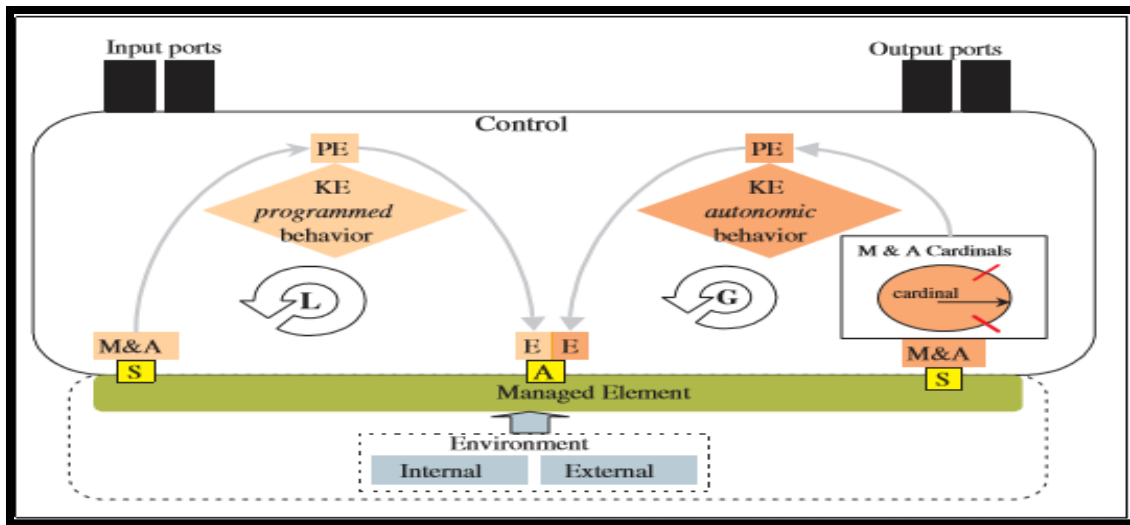 Input ports
Output ports
Control
PE
PE
KE
programmed
behavior
KE
autonomic
behavior
M & A Cardinals
cardinal
L
G
M&A
E E
M&A
S
A
S
Managed Element
Environment
Internal
External